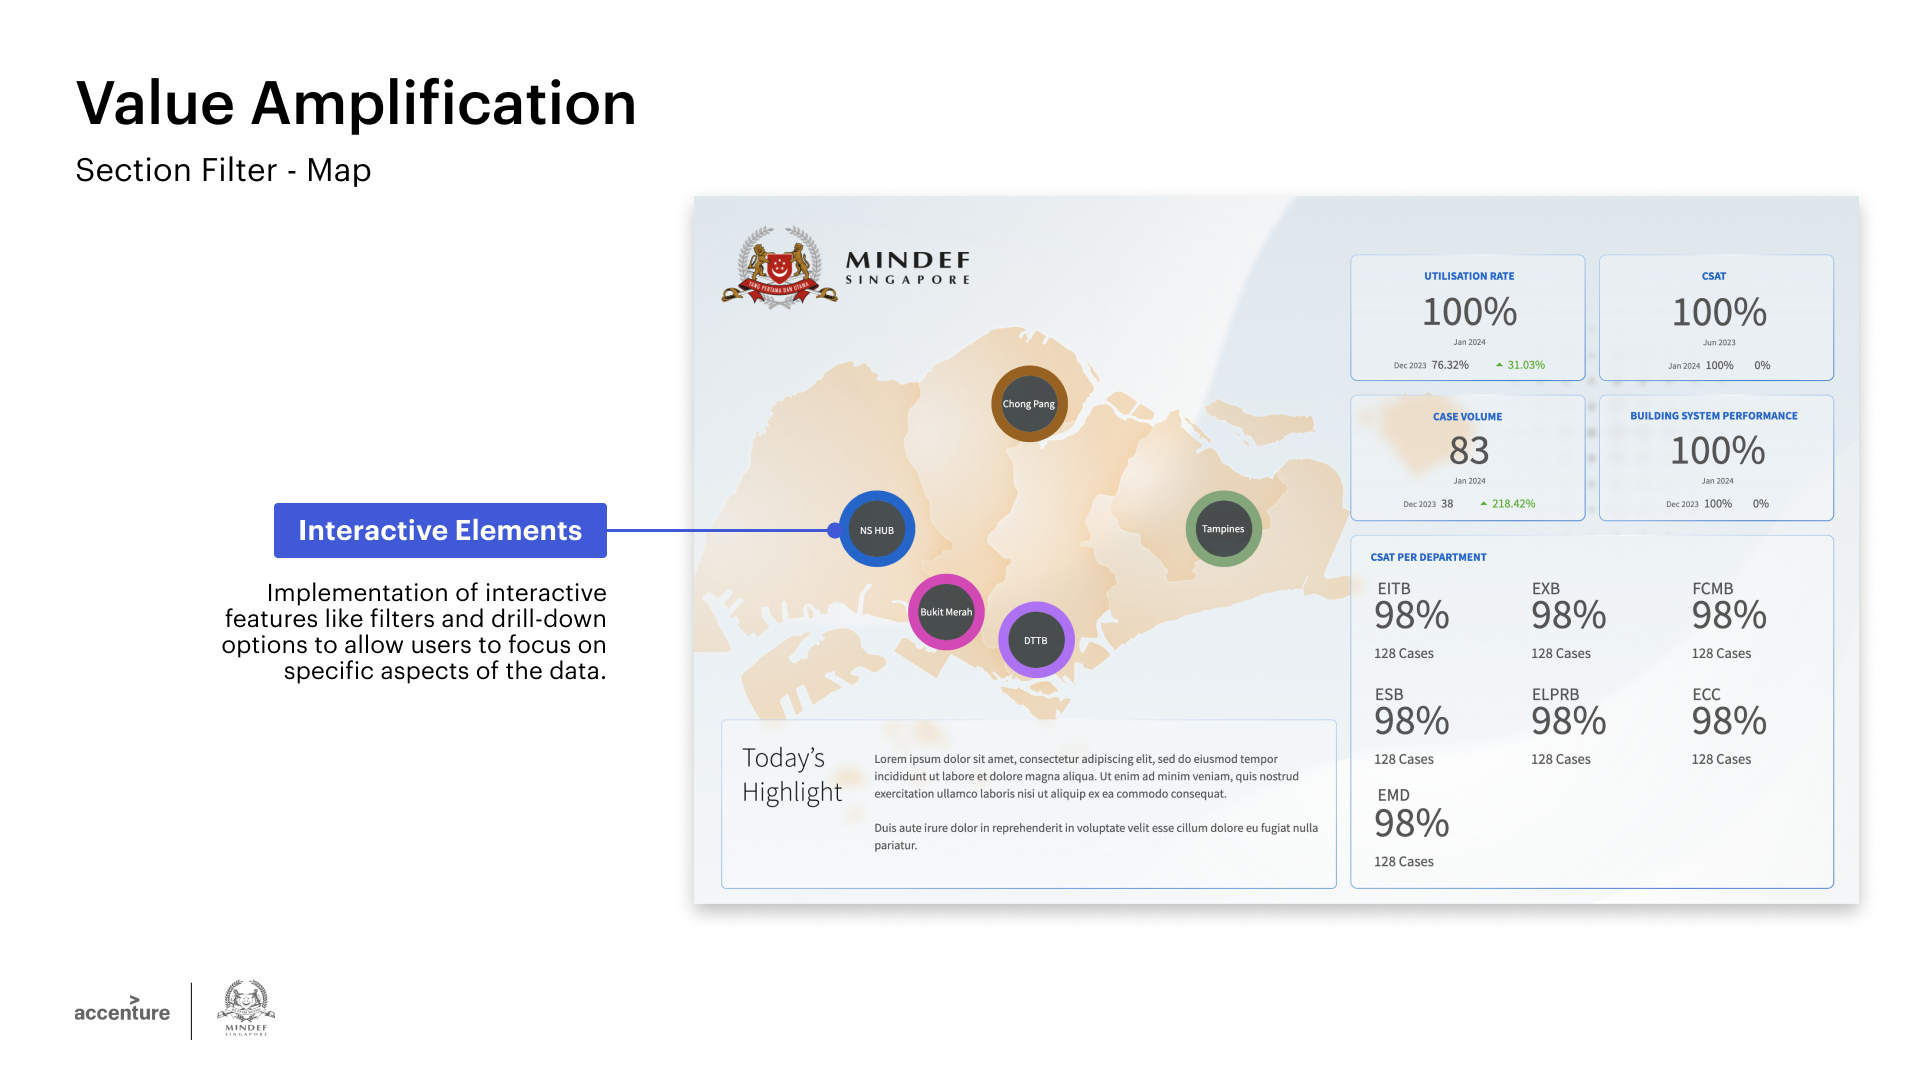 Value Amplification
Section Filter - Map
Interactive Elements
Implementation of interactive
features like filters and drill-down
options to allow users to focus on
specific aspects of the data.
YANG PERTAMA DAN UTAMA
MINDEF
SINGAPORE
Chong Pang
NS HUB
Tampines
Bukit Merah
DTTB
Today’s
Highlight
Lorem ipsum dolor sit amet, consectetur adipiscing elit, sed do eiusmod tempor
incididunt ut labore et dolore magna aliqua. Ut enim ad minim veniam, quis nostrud
exercitation ullamco laboris nisi ut aliquip ex ea commodo consequat.
Duis aute irure dolor in reprehenderit in voluptate velit esse cillum dolore eu fugiat nulla
pariatur.
UTILISATION RATE
100%
Jan 2024
Dec 2023 76.32% 31.03%
CSAT
100%
Jun 2023
Jan 2024 100% 0%
CASE VOLUME
83
Jan 2024
Dec 2023 38 218.42%
BUILDING SYSTEM PERFORMANCE
100%
Jan 2024
Dec 2023 100% 0%
CSAT PER DEPARTMENT
EITB
98%
128 Cases
EXB
98%
128 Cases
FCMB
98%
128 Cases
ESB
98%
128 Cases
ELPRB
98%
128 Cases
ECC
98%
128 Cases
EMD
98%
128 Cases
accenture
MINDEF
SINGAPORE